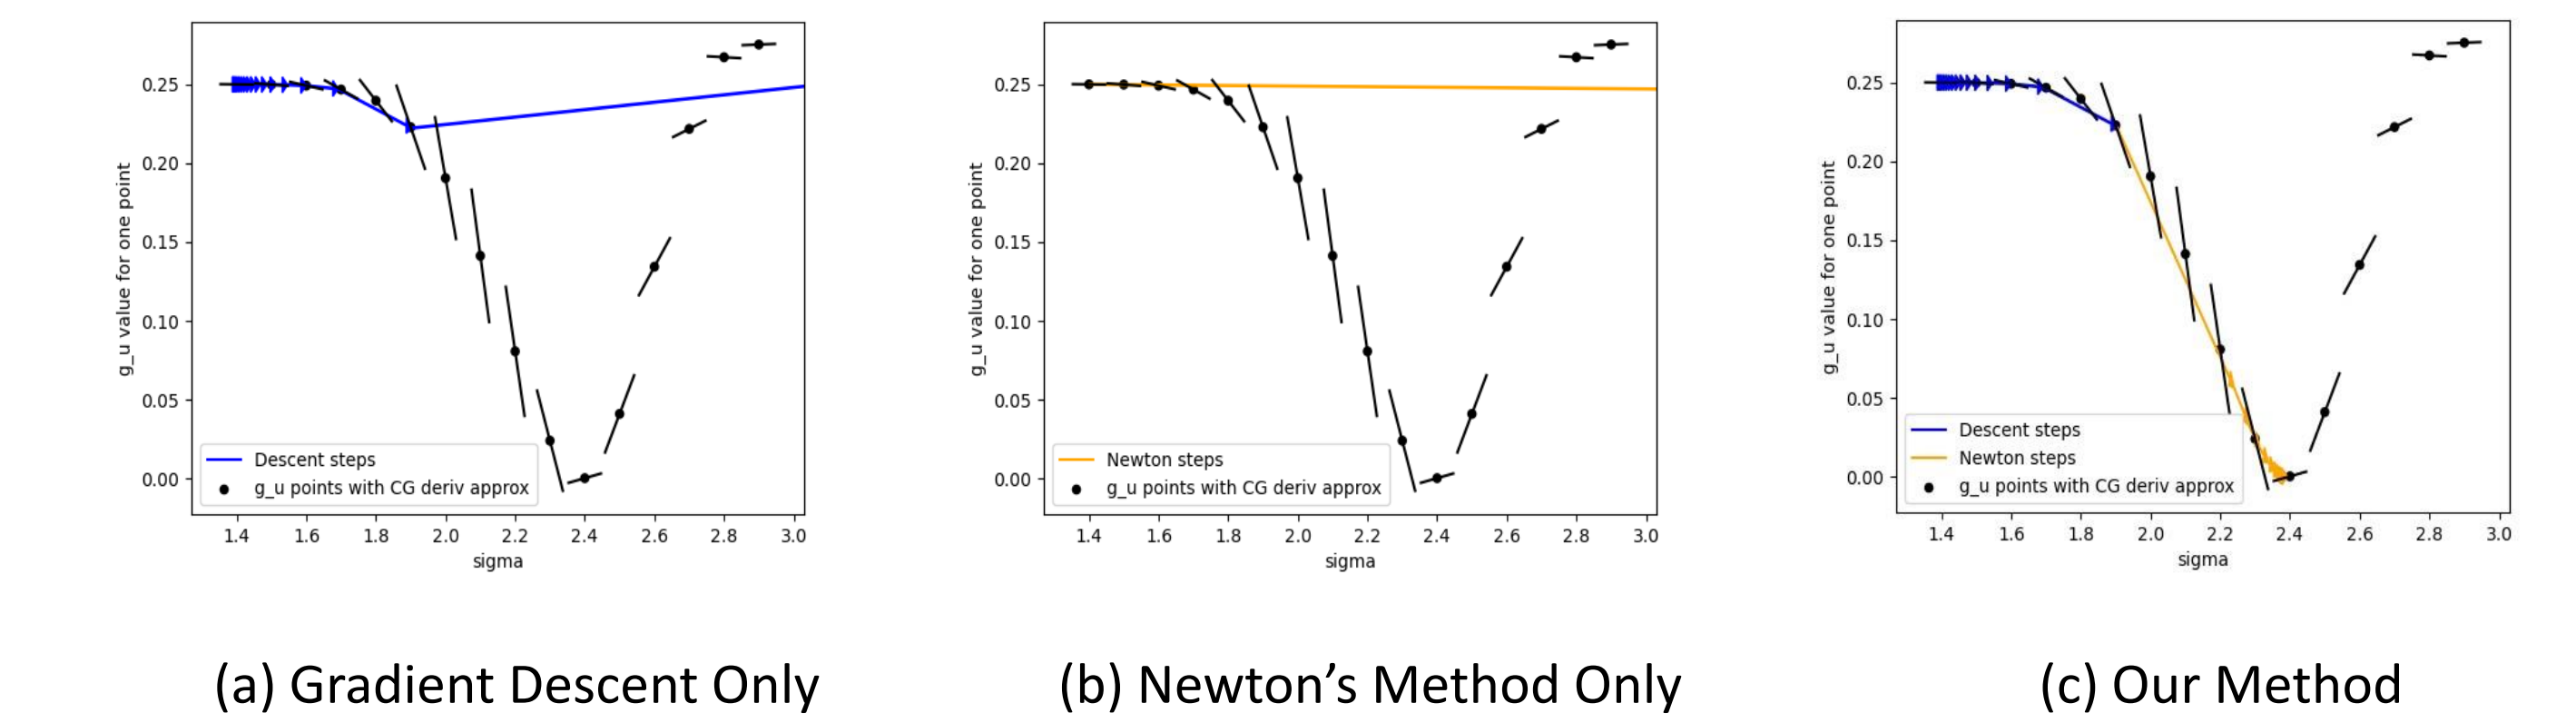 g_u value for one point
0.25
0.20
0.15
0.10
0.05
0.00
Descent steps
g_u points with CG deriv approx
1.4 1.6 1.8 2.0 2.2 2.4 2.6 2.8 3.0
sigma
(a) Gradient Descent Only
g_u value for one point
0.25
0.20
0.15
0.10
0.05
0.00
Newton steps
g_u points with CG deriv approx
1.4 1.6 1.8 2.0 2.2 2.4 2.6 2.8 3.0
sigma
(b) Newton’s Method Only
g_u value for one point
0.25
0.20
0.15
0.10
0.05
0.00
Descent steps
Newton steps
g_u points with CG deriv approx
1.4 1.6 1.8 2.0 2.2 2.4 2.6 2.8 3.0
sigma
(c) Our Method